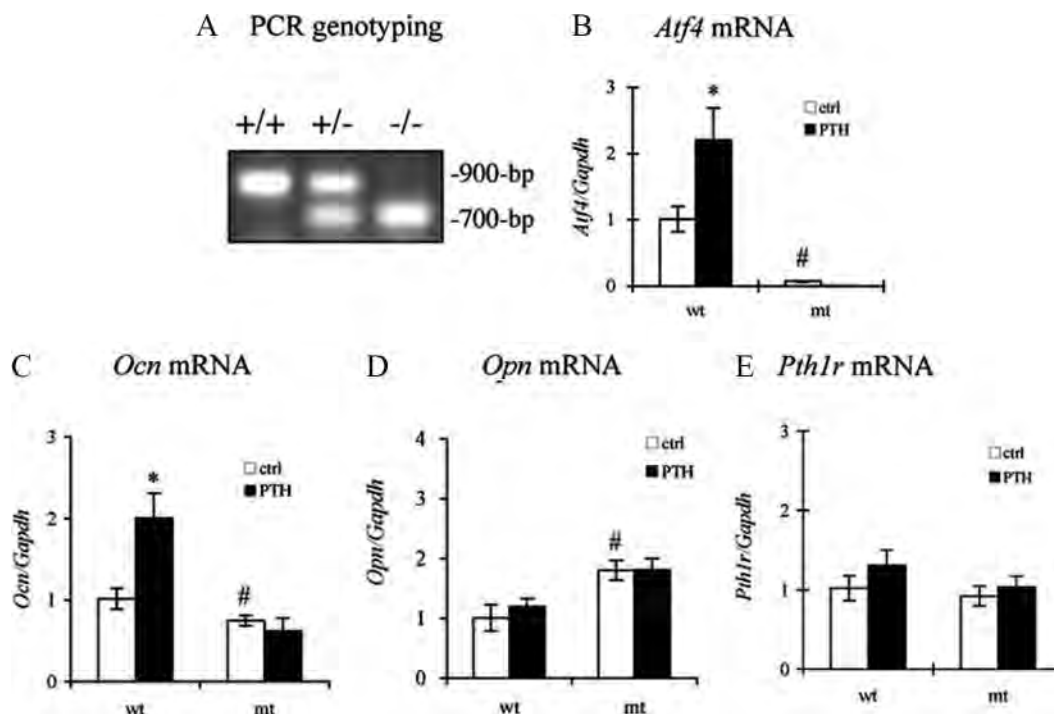 A PCR genotyping
+/+ +/- -/-
-900-bp
-700-bp
B Atf4 mRNA
Atf4/Gapdh
3
2
1
0
*
#
ctrl
PTH
wt mt
C Ocn mRNA
Ocn/Gapdh
3
2
1
0
*
#
ctrl
PTH
wt mt
D Opn mRNA
Opn/Gapdh
4
3
2
1
0
#
ctrl
PTH
wt mt
E Pth1r mRNA
Pth1r/Gapdh
3
2
1
0
ctrl
PTH
wt mt